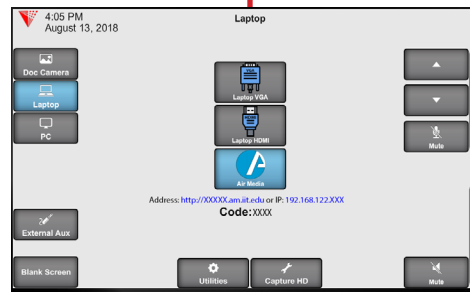 4:05 PM
August 13, 2018
Laptop
Doc Camera
Laptop
PC
VGA
Laptop VGA
HDMI
Laptop HDMI
Air Media
Mute
Address: http://XXXXX.am.iit.edu or IP: 192.168.122.XXX
Code: XXXX
External Aux
Blank Screen
Utilities
Capture HD
Mute